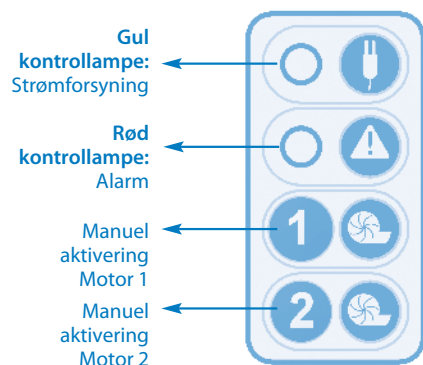 Gul
kontrollampe:
Strømforsyning
Rød
kontrollampe:
Alarm
Manuel
aktivering
Motor 1
1
Manuel
aktivering
Motor 2
2